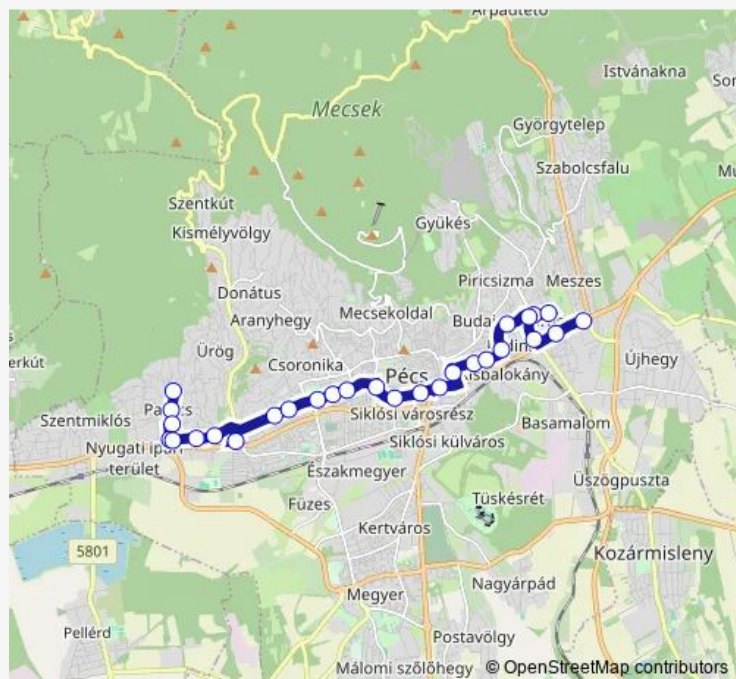 Árpádtető
Istvánakna
Mecsek
Györgytelep
Szabolcsfalu
Szentkút
Gyükés
Kismélyvölgy
Piricsizma
Meszes
Donátus
Mecsekoldal
Aranyhegy
Ürög
Csoronika
Pécs
Kisbalokány
Újhegy
Siklósi városrész
Szentmiklós
Basamalom
Nyugati ipari
terület
Siklósi külváros
Északmegyer
Üszögpuszta
Tüskésrét
Füzes
Kertváros
5801
Kozármisleny
Nagyárpád
Megyer
Pellérd
Postavölgy
Málomi szőlőhegy
© OpenStreetMap contributors